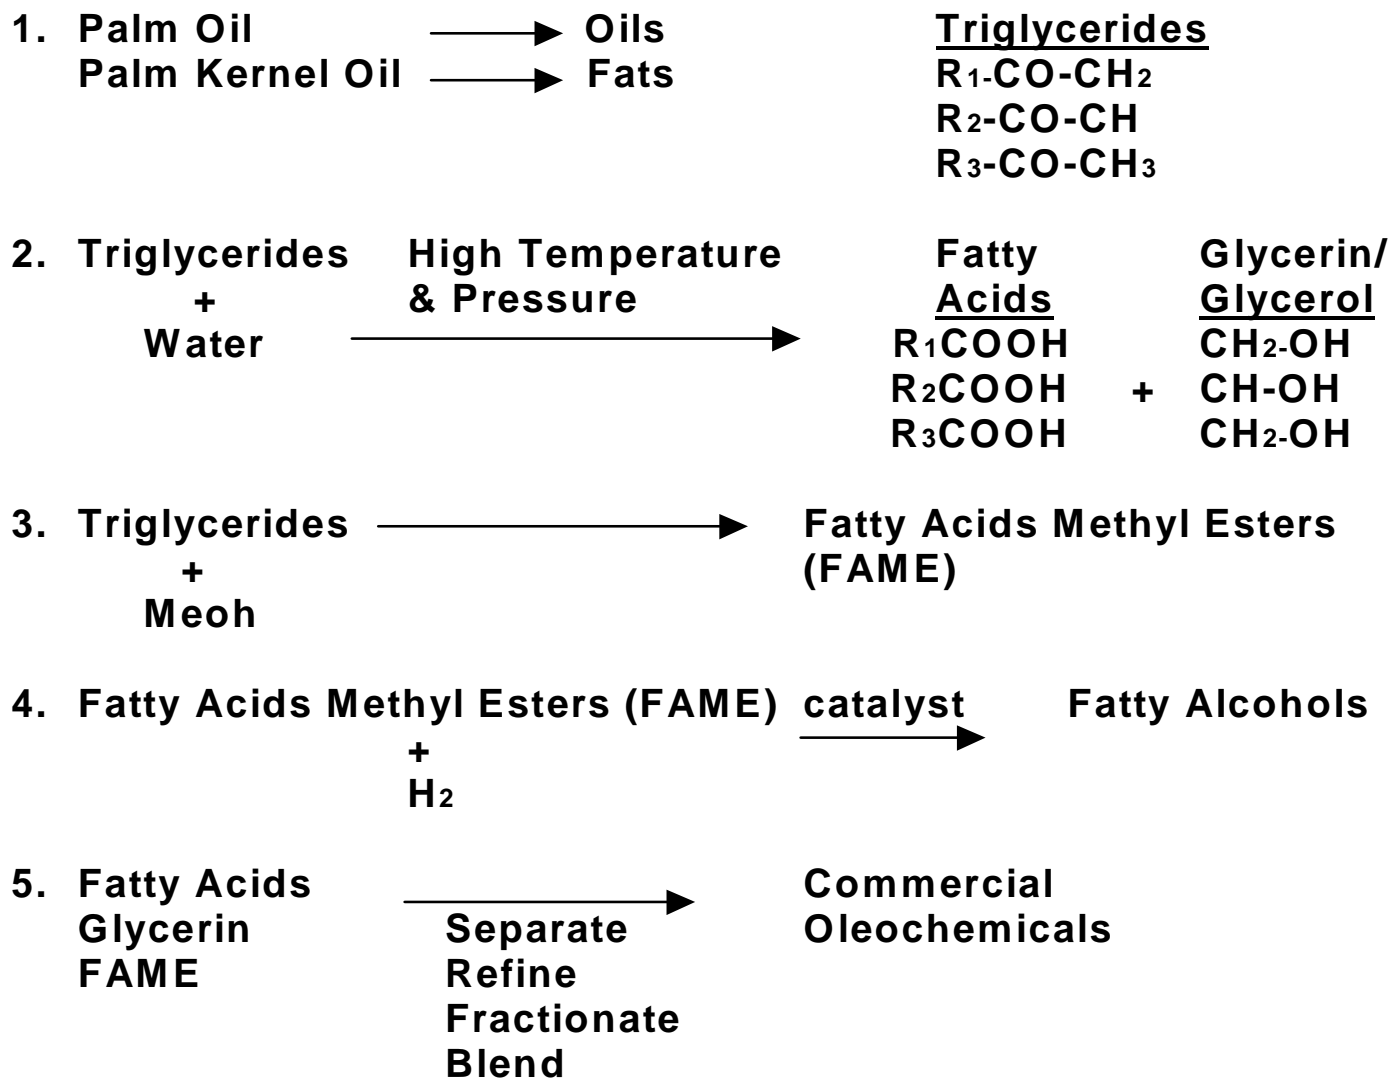 1. Palm Oil Oils Triglycerides
Palm Kernel Oil Fats R1-CO-CH2
R2-CO-CH
R3-CO-CH3
2. Triglycerides High Temperature Fatty Glycerin/
+ & Pressure Acids Glycerol
Water R1COOH CH2-OH
R2COOH + CH-OH
R3COOH CH2-OH
3. Triglycerides Fatty Acids Methyl Esters
+ (FAME)
Meoh
4. Fatty Acids Methyl Esters (FAME) catalyst Fatty Alcohols
+
H2
5. Fatty Acids Commercial
Glycerin Separate Oleochemicals
FAME Refine
Fractionate
Blend